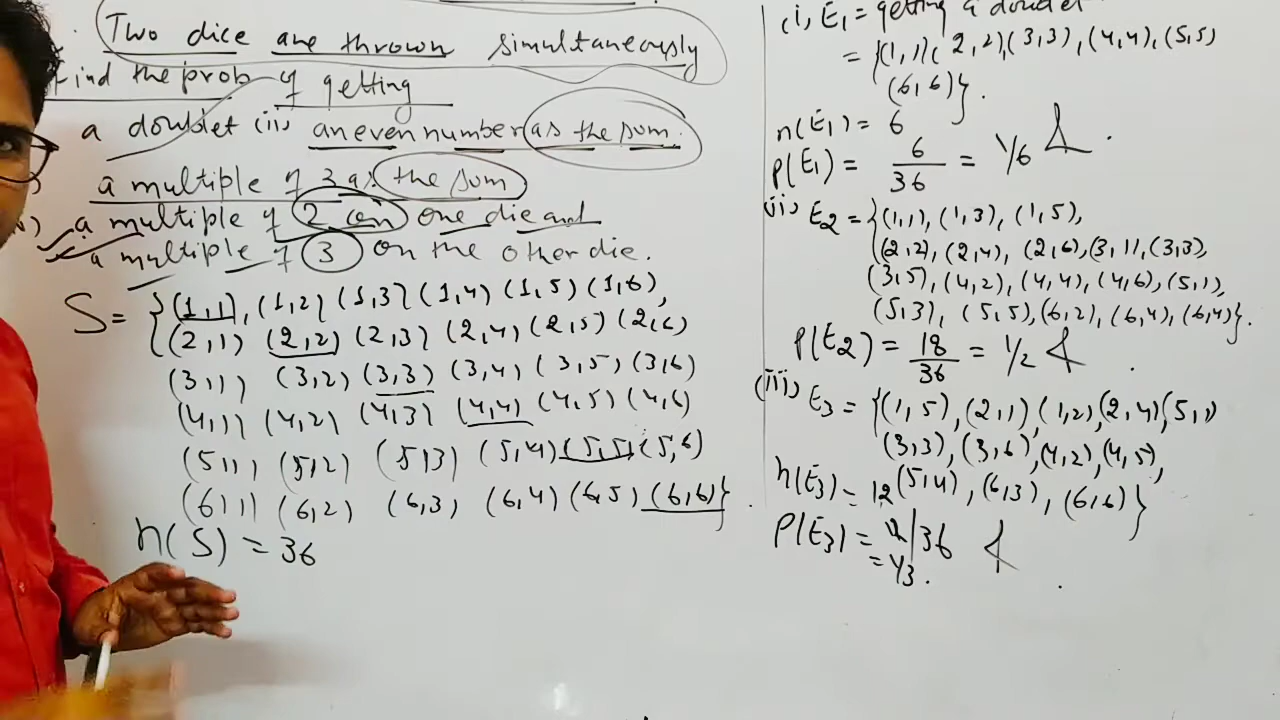 Two dice are thrown simultaneously
find the prob of getting
a doublet (ii) an even number as the sum.
a multiple of 3 as the sum
a multiple of 2 on one die and
a multiple of 3 on the other die.
S = {(1,1), (1,2) (1,3) (1,4) (1,5) (1,6),
(2,1) (2,2) (2,3) (2,4) (2,5) (2,6)
(3,1) (3,2) (3,3) (3,4) (3,5) (3,6)
(4,1) (4,2) (4,3) (4,4) (4,5) (4,6)
(5,1) (5,2) (5,3) (5,4) (5,5) (5,6)
(6,1) (6,2) (6,3) (6,4) (6,5) (6,6)}
n(S) = 36
(i) E1 = getting a doublet
= {(1,1) (2,2) (3,3), (4,4), (5,5)
(6,6)}.
n(E1) = 6
P(E1) = 6/36 = 1/6
(ii) E2 = {(1,1), (1,3), (1,5),
(2,2), (2,4), (2,6), (3,1), (3,3),
(3,5), (4,2), (4,4), (4,6), (5,1),
(5,3), (5,5), (6,2), (6,4), (6,4)}.
P(E2) = 18/36 = 1/2
(iii) E3 = {(1,5), (2,1) (1,2), (2,4) (5,1)
(3,3), (3,6), (4,2), (4,5),
(5,4), (6,3), (6,6)}
n(E3) = 12
P(E3) = 12/36
= 1/3.